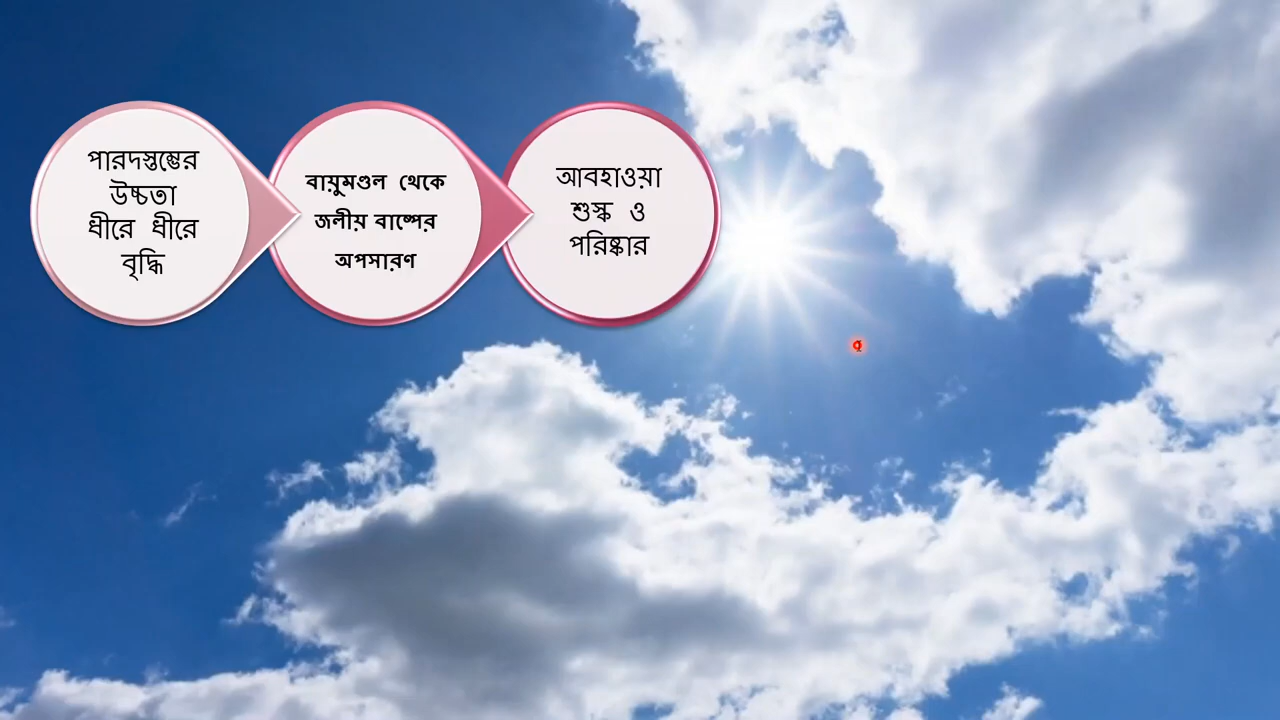 পারদস্তম্ভের
উচ্চতা
ধীরে ধীরে
বৃদ্ধি
বায়ুমণ্ডল থেকে
জলীয় বাষ্পের
অপসারণ
আবহাওয়া
শুস্ক ও
পরিষ্কার